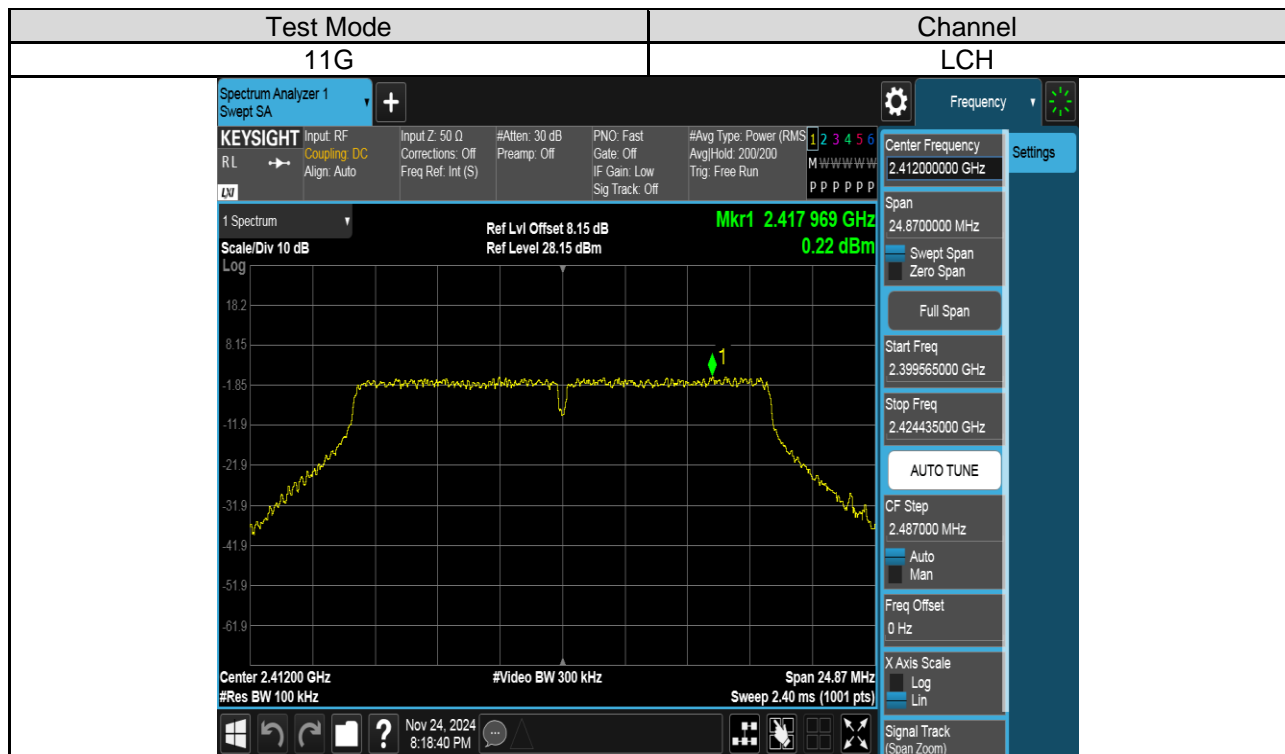 Test Mode Channel
11G LCH
Spectrum Analyzer 1
Swept SA
Frequency
KEYSIGHT
RL
LXI
Input: RF
Coupling: DC
Align: Auto
Input Z: 50 Ω
Corrections: Off
Freq Ref: Int (S)
#Atten: 30 dB
Preamp: Off
PNO: Fast
Gate: Off
IF Gain: Low
Sig Track: Off
#Avg Type: Power (RMS
Avg|Hold: 200/200
Trig: Free Run
1 2 3 4 5 6
M W W W W W
P P P P P P
1 Spectrum
Scale/Div 10 dB
Ref Lvl Offset 8.15 dB
Ref Level 28.15 dBm
Mkr1 2.417 969 GHz
0.22 dBm
Log
18.2
8.15
-1.85
-11.9
-21.9
-31.9
-41.9
-51.9
-61.9
1
Center 2.41200 GHz
#Res BW 100 kHz
#Video BW 300 kHz
Span 24.87 MHz
Sweep 2.40 ms (1001 pts)
Nov 24, 2024
8:18:40 PM
Center Frequency
2.412000000 GHz
Settings
Span
24.8700000 MHz
Swept Span
Zero Span
Full Span
Start Freq
2.399565000 GHz
Stop Freq
2.424435000 GHz
AUTO TUNE
CF Step
2.487000 MHz
Auto
Man
Freq Offset
0 Hz
X Axis Scale
Log
Lin
Signal Track
(Span Zoom)